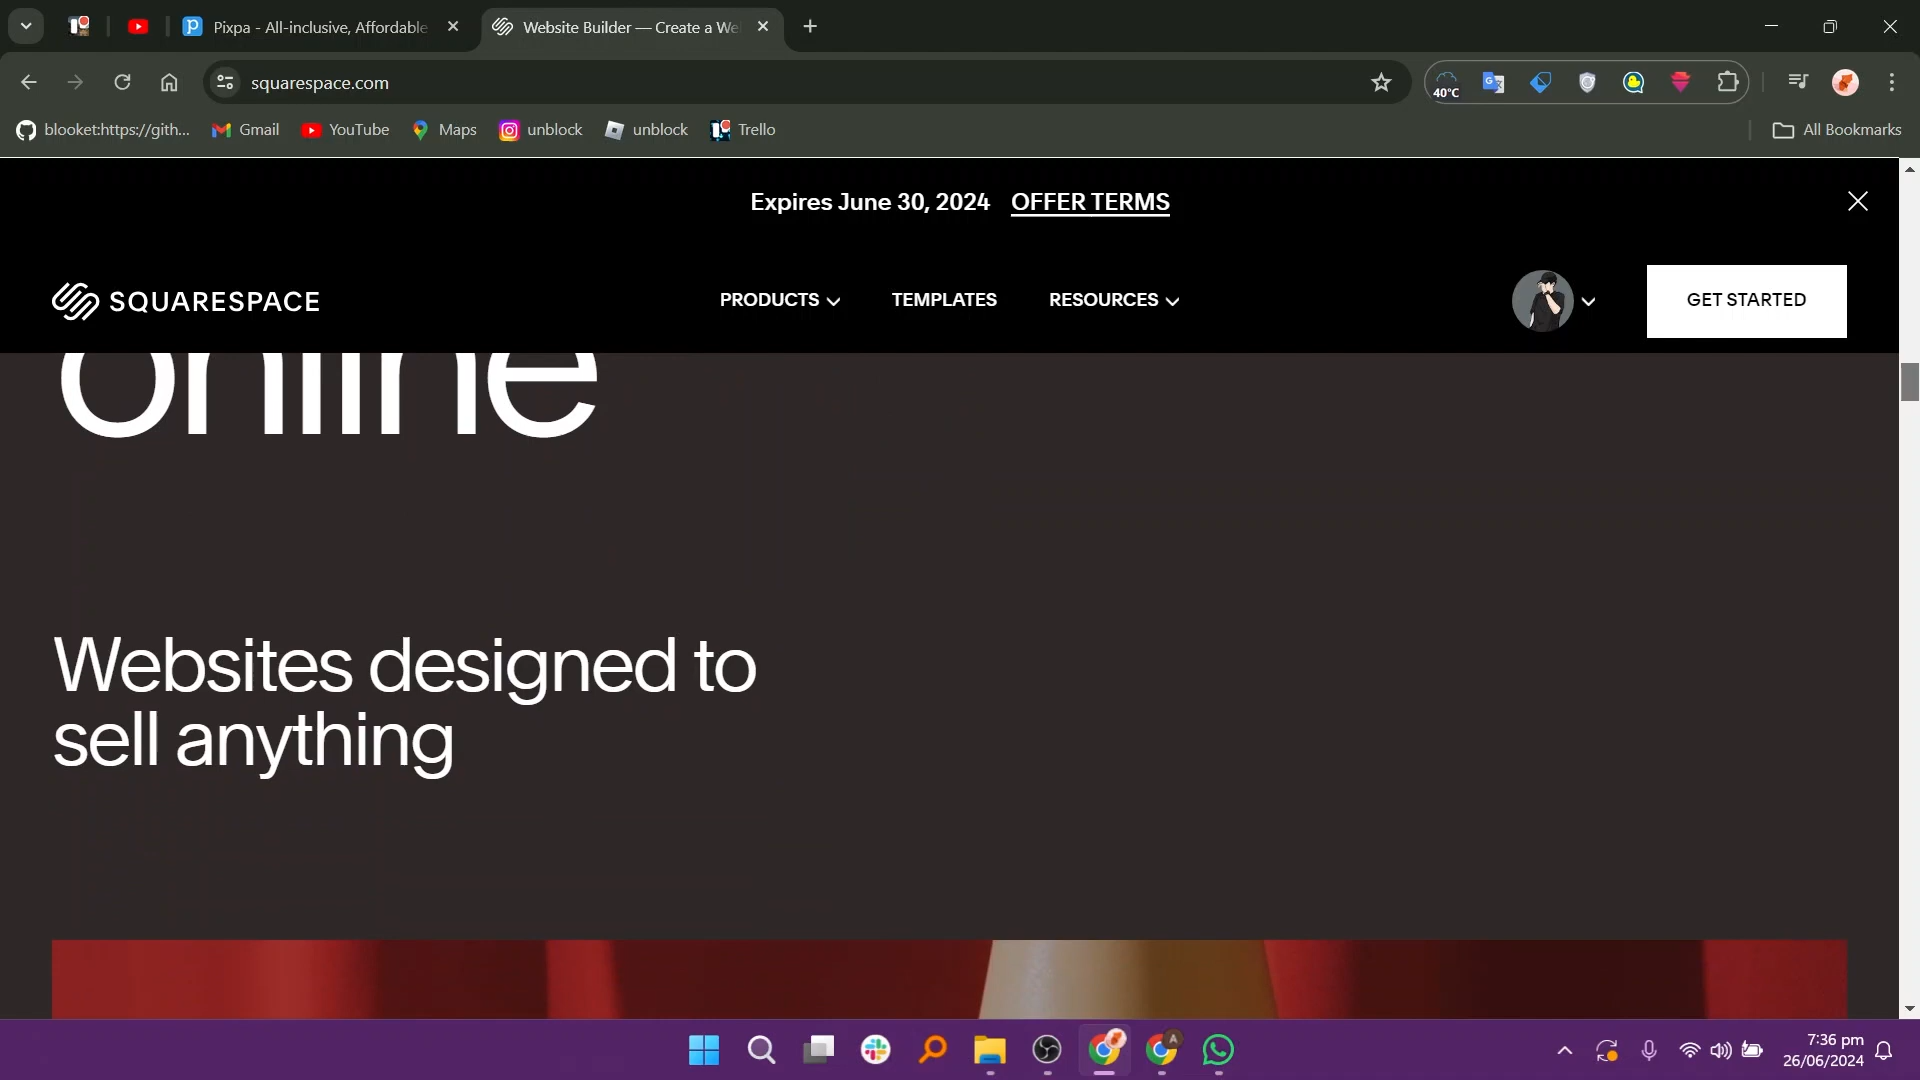 Pixpa - All-inclusive, Affordable
Website Builder — Create a We
squarespace.com
40°C
blooket:https://gith...
Gmail
YouTube
Maps
unblock
unblock
Trello
All Bookmarks
Expires June 30, 2024 OFFER TERMS
SQUARESPACE
PRODUCTS
TEMPLATES
RESOURCES
GET STARTED
online
Websites designed to
sell anything
7:36 pm
26/06/2024